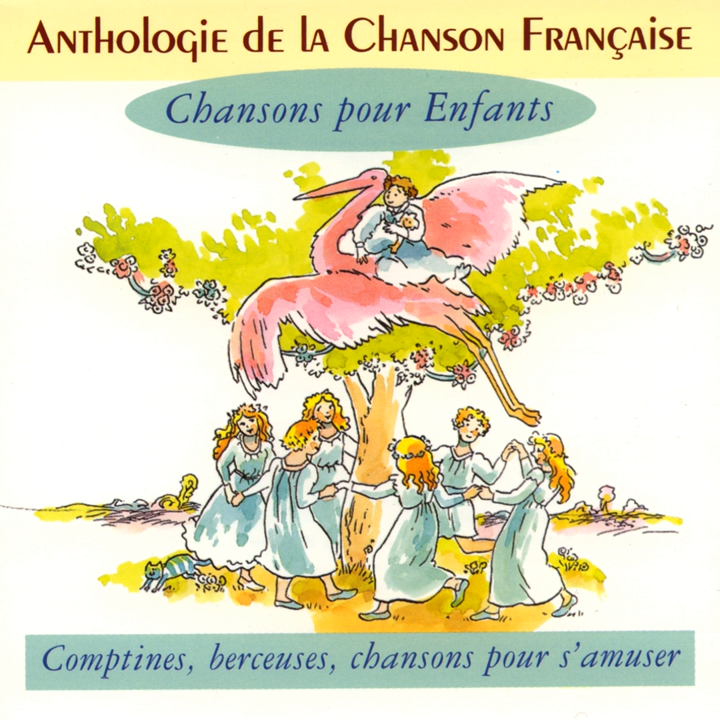 Anthologie de la Chanson Française
Chansons pour Enfants
Comptines, berceuses, chansons pour s'amuser